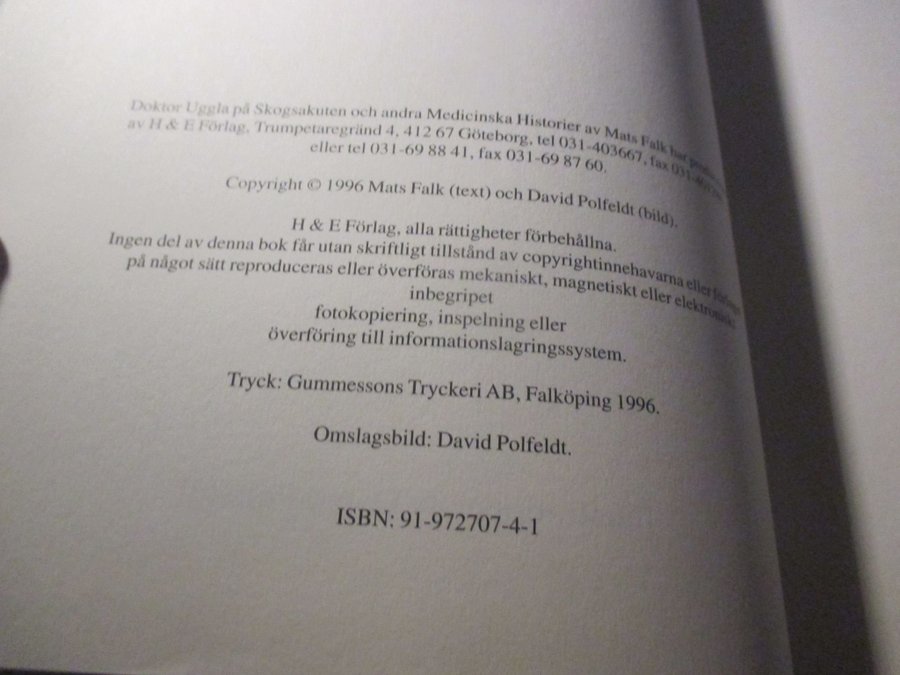 Doktor Uggla på Skogsakuten och andra Medicinska Historier av Mats Falk har
av H & E Förlag, Trumpetaregränd 4, 412 67 Göteborg, tel 031-403667, fax
eller tel 031-69 88 41, fax 031-69 87 60.
Copyright © 1996 Mats Falk (text) och David Polfeldt (bild).
H & E Förlag, alla rättigheter förbehållna.
Ingen del av denna bok får utan skriftligt tillstånd av copyrightinnehavarna eller
på något sätt reproduceras eller överföras mekaniskt, magnetiskt eller elektroniskt
inbegripet
fotokopiering, inspelning eller
överföring till informationslagringssystem.
Tryck: Gummessons Tryckeri AB, Falköping 1996.
Omslagsbild: David Polfeldt.
ISBN: 91-972707-4-1